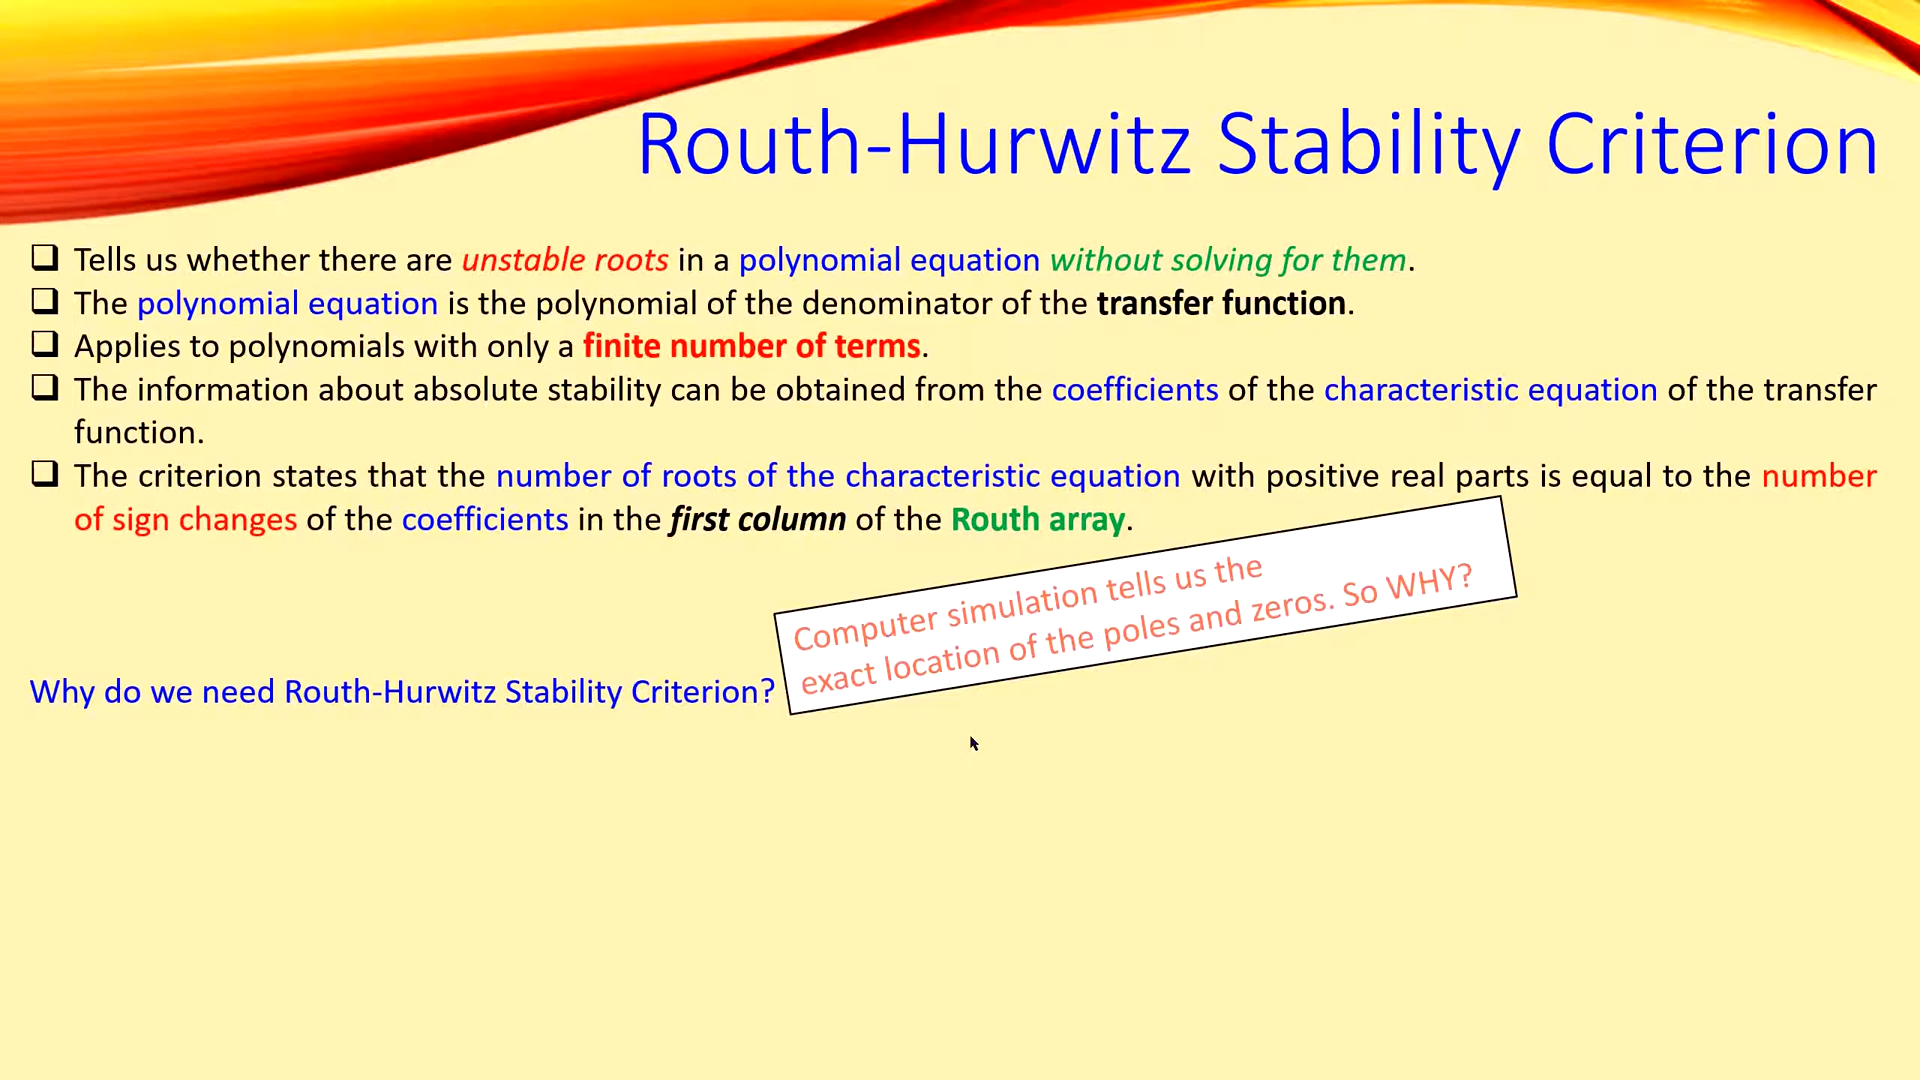 Routh-Hurwitz Stability Criterion
❑ Tells us whether there are unstable roots in a polynomial equation without solving for them.
❑ The polynomial equation is the polynomial of the denominator of the transfer function.
❑ Applies to polynomials with only a finite number of terms.
❑ The information about absolute stability can be obtained from the coefficients of the characteristic equation of the transfer
function.
❑ The criterion states that the number of roots of the characteristic equation with positive real parts is equal to the number
of sign changes of the coefficients in the first column of the Routh array.
Computer simulation tells us the
exact location of the poles and zeros. So WHY?
Why do we need Routh-Hurwitz Stability Criterion?